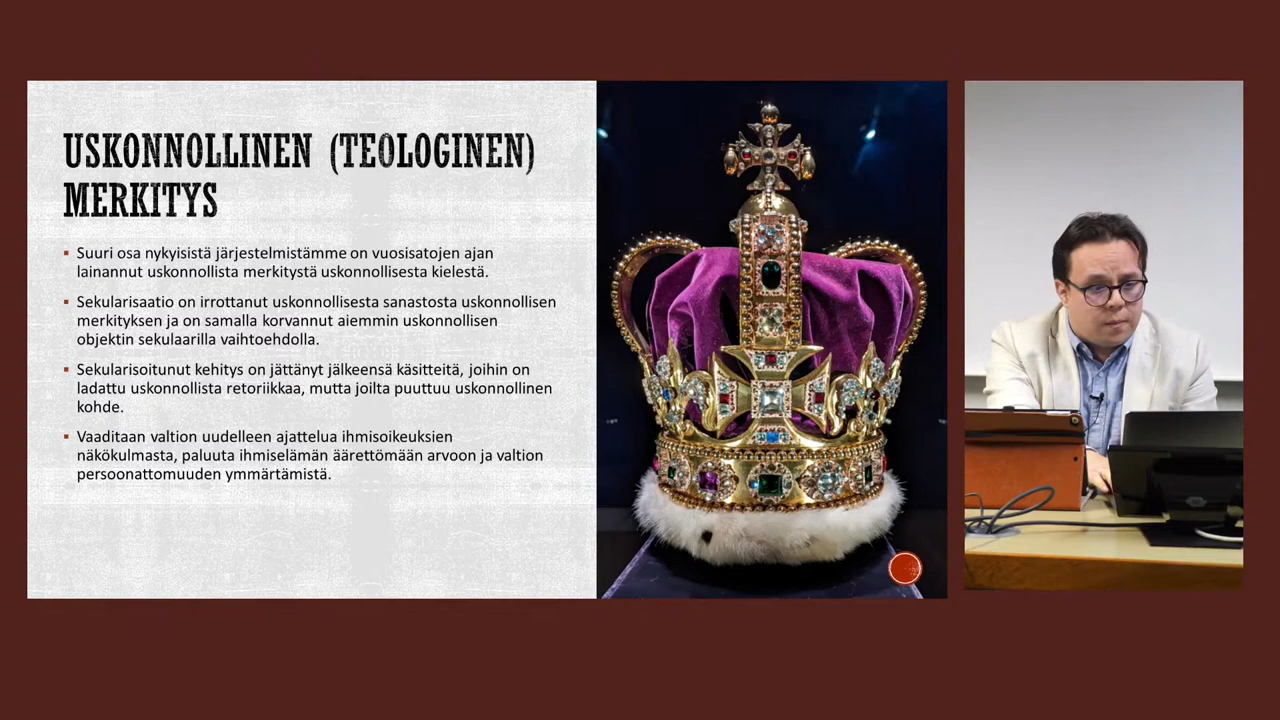 USKONNOLLINEN (TEOLOGINEN)
MERKITYS
▪ Suuri osa nykyisistä järjestelmistämme on vuosisatojen ajan
lainannut uskonnollista merkitystä uskonnollisesta kielestä.
▪ Sekularisaatio on irrottanut uskonnollisesta sanastosta uskonnollisen
merkityksen ja on samalla korvannut aiemmin uskonnollisen
objektin sekulaarilla vaihtoehdolla.
▪ Sekularisoitunut kehitys on jättänyt jälkeensä käsitteitä, joihin on
ladattu uskonnollista retoriikkaa, mutta joilta puuttuu uskonnollinen
kohde.
▪ Vaaditaan valtion uudelleen ajattelua ihmisoikeuksien
näkökulmasta, paluuta ihmiselämän äärettömään arvoon ja valtion
persoonattomuuden ymmärtämistä.